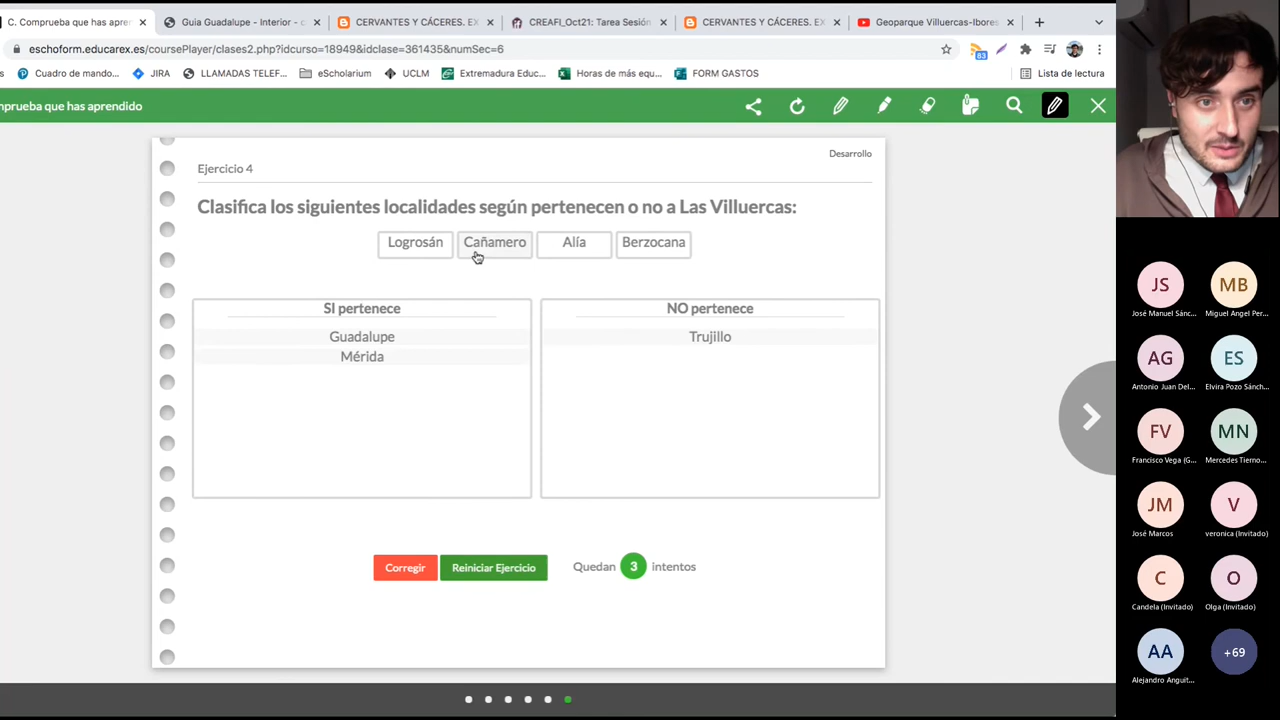 C. Comprueba que has apren
Guia Guadalupe - Interior - c
CERVANTES Y CÁCERES. EX
CREAFI_Oct21: Tarea Sesión
CERVANTES Y CÁCERES. EX
Geoparque Villuercas-Ibores
eschoform.educarex.es/coursePlayer/clases2.php?idcurso=18949&idclase=361435&numSec=6
83
s
Cuadro de mando...
JIRA
LLAMADAS TELEF...
eScholarium
UCLM
Extremadura Educ...
Horas de más equ...
FORM GASTOS
Lista de lectura
mprueba que has aprendido
Desarrollo
Ejercicio 4
Clasifica los siguientes localidades según pertenecen o no a Las Villuercas:
Logrosán
Cañamero
Alía
Berzocana
SI pertenece
Guadalupe
Mérida
NO pertenece
Trujillo
Corregir
Reiniciar Ejercicio
Quedan 3 intentos
JS
José Manuel Sánc...
MB
Miguel Angel Per...
AG
Antonio Juan Del...
ES
Elvira Pozo Sánch...
FV
Francisco Vega (G...
MN
Mercedes Tierno...
JM
José Marcos
V
veronica (Invitado)
C
Candela (Invitado)
O
Olga (Invitado)
AA
Alejandro Anguit...
+69